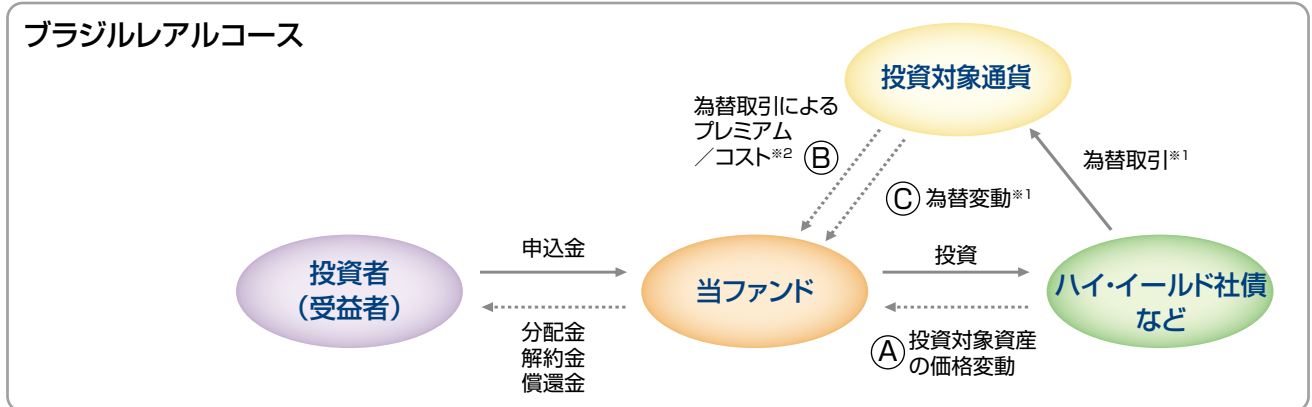 ブラジルレアルコース
投資対象通貨
為替取引による
プレミアム
／コスト※2 Ⓑ
為替取引※1
Ⓒ 為替変動※1
投資者
（受益者）
申込金
分配金
解約金
償還金
当ファンド
投資
Ⓐ 投資対象資産
の価格変動
ハイ・イールド社債
など